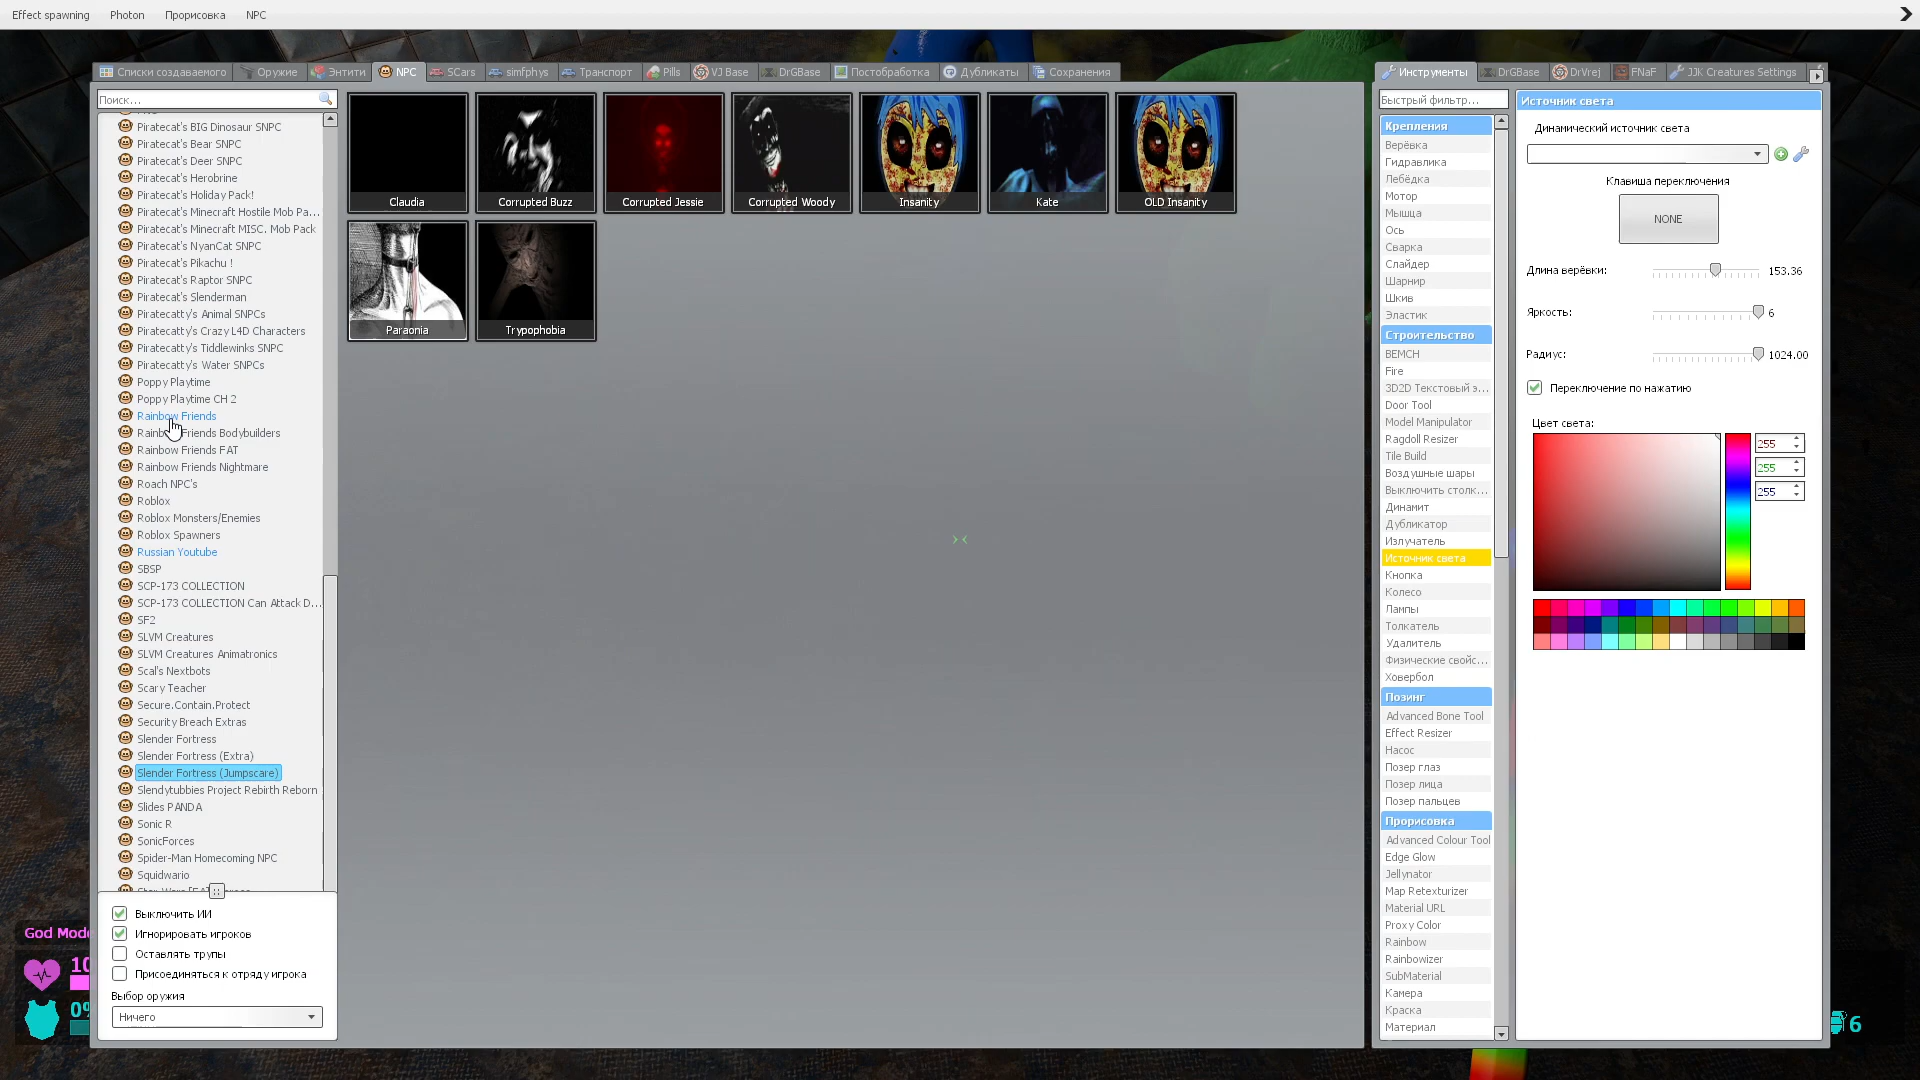 Effect spawning Photon Прорисовка NPC
Списки создаваемого Оружие Энтити NPC SCars simfphys Транспорт Pills VJ Base DrGBase Постобработка Дубликаты Сохранения
Поиск...
Piratecat's BIG Dinosaur SNPC
Piratecat's Bear SNPC
Piratecat's Deer SNPC
Piratecat's Herobrine
Piratecat's Holiday Pack!
Piratecat's Minecraft Hostile Mob Pa...
Piratecat's Minecraft MISC. Mob Pack
Piratecat's NyanCat SNPC
Piratecat's Pikachu !
Piratecat's Raptor SNPC
Piratecat's Slenderman
Piratecatty's Animal SNPCs
Piratecatty's Crazy L4D Characters
Piratecatty's Tiddlewinks SNPC
Piratecatty's Water SNPCs
Poppy Playtime
Poppy Playtime CH 2
Rainbow Friends
Rainbow Friends Bodybuilders
Rainbow Friends FAT
Rainbow Friends Nightmare
Roach NPC's
Roblox
Roblox Monsters/Enemies
Roblox Spawners
Russian Youtube
SBSP
SCP-173 COLLECTION
SCP-173 COLLECTION Can Attack D...
SF2
SLVM Creatures
SLVM Creatures Animatronics
Scal's Nextbots
Scary Teacher
Secure.Contain.Protect
Security Breach Extras
Slender Fortress
Slender Fortress (Extra)
Slender Fortress (Jumpscare)
Slendytubbies Project Rebirth Reborn
Slides PANDA
Sonic R
SonicForces
Spider-Man Homecoming NPC
Squidwario
Выключить ИИ
Игнорировать игроков
Оставлять трупы
Присоединяться к отряду игрока
Выбор оружия
Ничего
God Mode
10
0%
Claudia
Corrupted Buzz
Corrupted Jessie
Corrupted Woody
Insanity
Kate
OLD Insanity
Paraonia
Trypophobia
Инструменты DrGBase DrVrej FNaF JJK Creatures Settings
Быстрый фильтр...
Крепления
Верёвка
Гидравлика
Лебёдка
Мотор
Мышца
Ось
Сварка
Слайдер
Шарнир
Шкив
Эластик
Строительство
BEMCH
Fire
3D2D Текстовый э...
Door Tool
Model Manipulator
Ragdoll Resizer
Tile Build
Воздушные шары
Выключить столк...
Динамит
Дубликатор
Излучатель
Источник света
Кнопка
Колесо
Лампы
Толкатель
Удалитель
Физические свойс...
Ховербол
Позинг
Advanced Bone Tool
Effect Resizer
Насос
Позер глаз
Позер лица
Позер пальцев
Прорисовка
Advanced Colour Tool
Edge Glow
Jellynator
Map Retexturizer
Material URL
Proxy Color
Rainbow
Rainbowizer
SubMaterial
Камера
Краска
Материал
Источник света
Динамический источник света
Клавиша переключения
NONE
Длина верёвки: 153.36
Яркость: 6
Радиус: 1024.00
Переключение по нажатию
Цвет света:
255
255
255
6